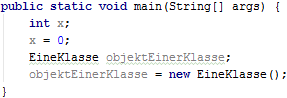 public static void main(String[] args) {
    int x;
    x = 0;
    EineKlasse objektEinerKlasse;
    objektEinerKlasse = new EineKlasse();
}